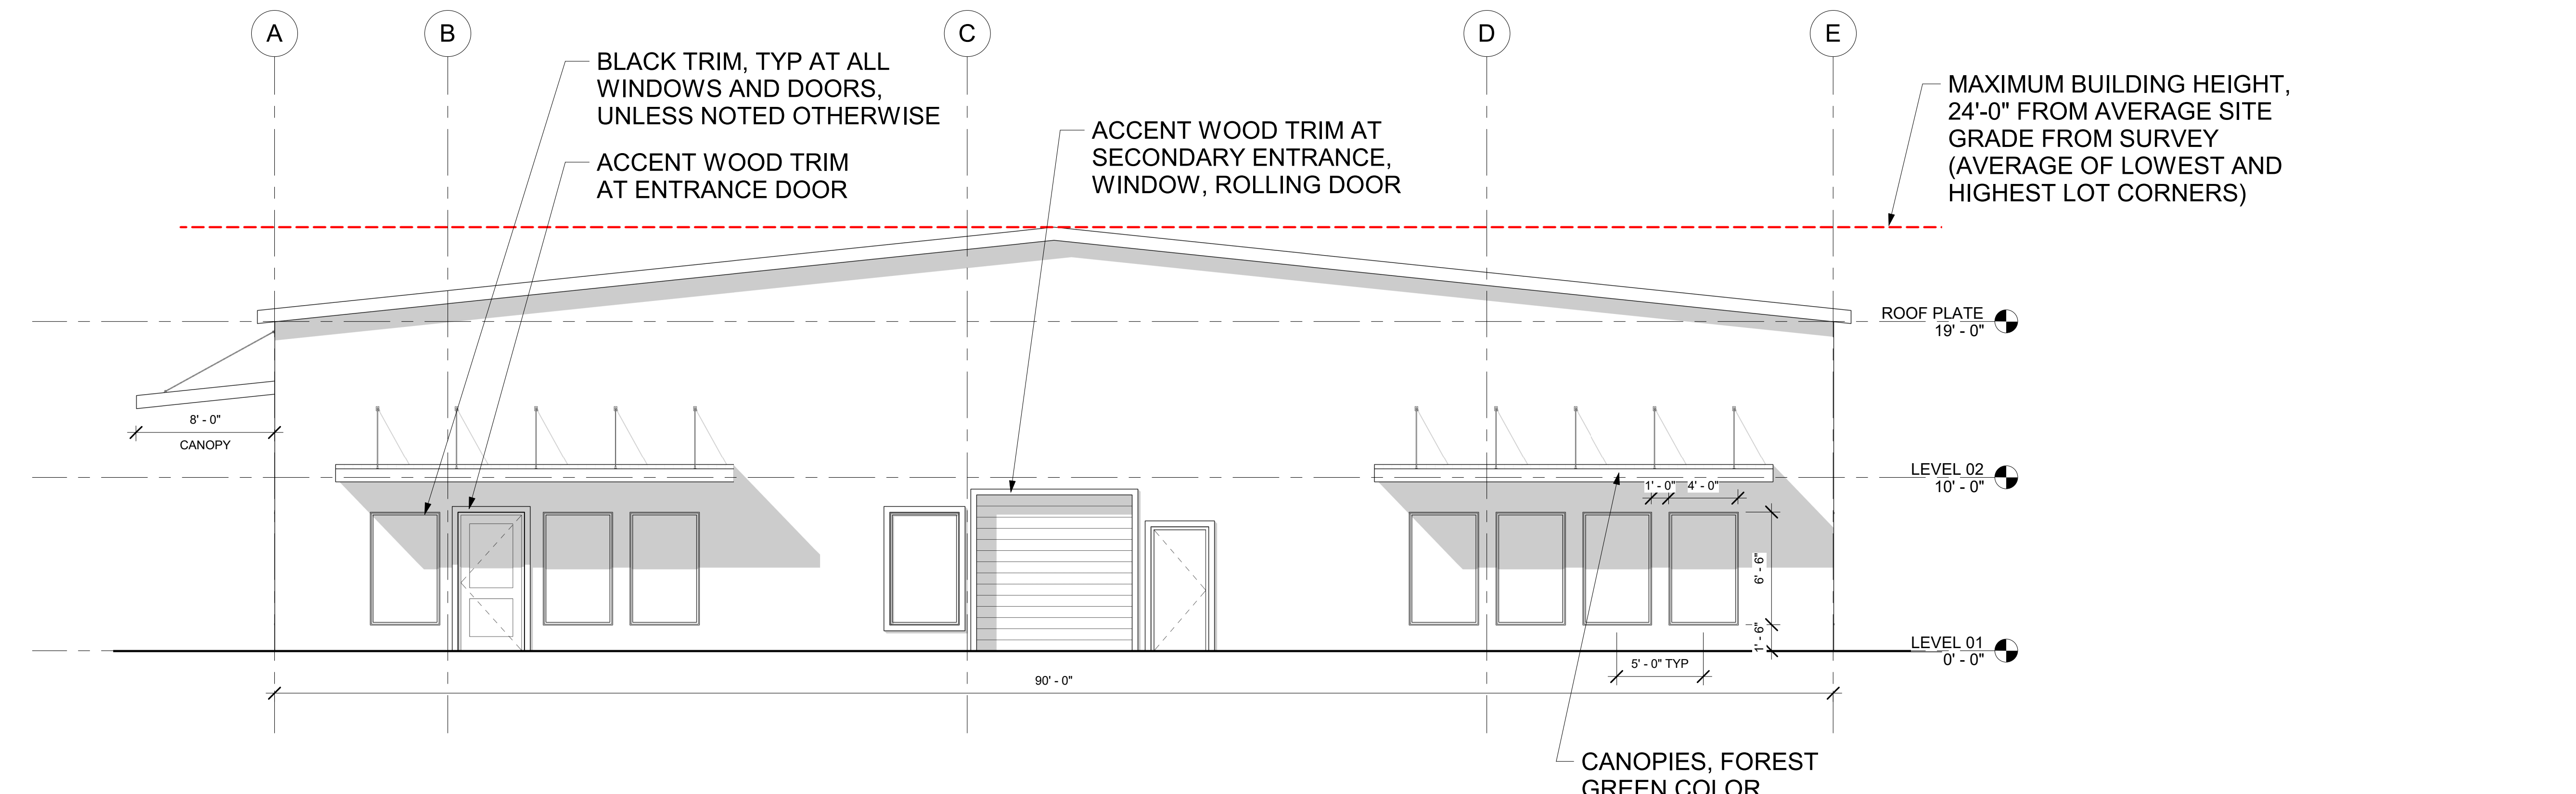 A
B
C
D
E
BLACK TRIM, TYP AT ALL
WINDOWS AND DOORS,
UNLESS NOTED OTHERWISE
ACCENT WOOD TRIM
AT ENTRANCE DOOR
ACCENT WOOD TRIM AT
SECONDARY ENTRANCE,
WINDOW, ROLLING DOOR
MAXIMUM BUILDING HEIGHT,
24'-0" FROM AVERAGE SITE
GRADE FROM SURVEY
(AVERAGE OF LOWEST AND
HIGHEST LOT CORNERS)
ROOF PLATE
19' - 0"
8' - 0"
CANOPY
LEVEL 02
10' - 0"
1' - 0"
4' - 0"
6' - 6"
1' - 6"
LEVEL 01
0' - 0"
5' - 0" TYP
90' - 0"
CANOPIES, FOREST
GREEN COLOR